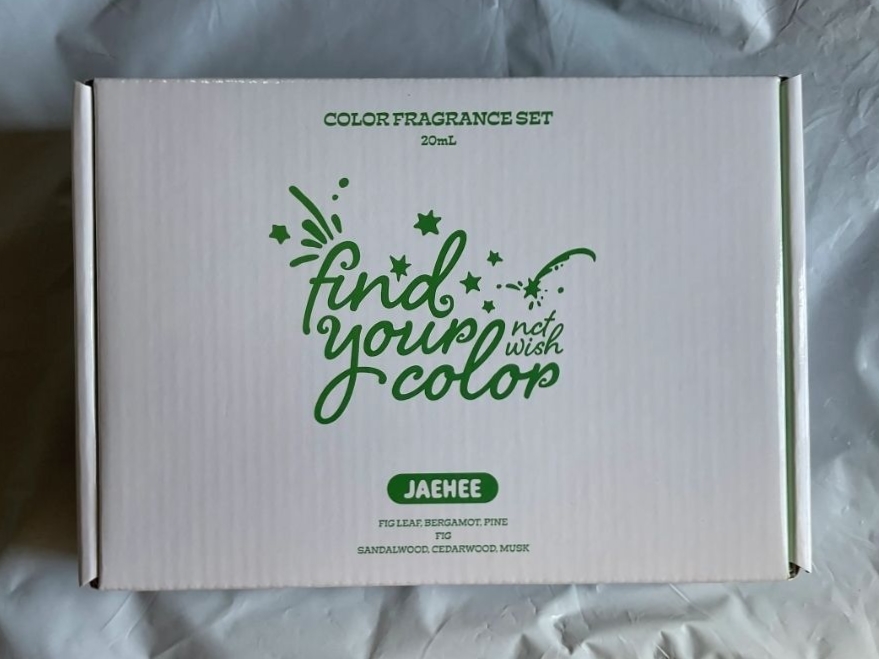 COLOR FRAGRANCE SET
20mL
find
your
nct
wish
color
JAEHEE
FIG LEAF, BERGAMOT, PINE
FIG
SANDALWOOD, CEDARWOOD, MUSK